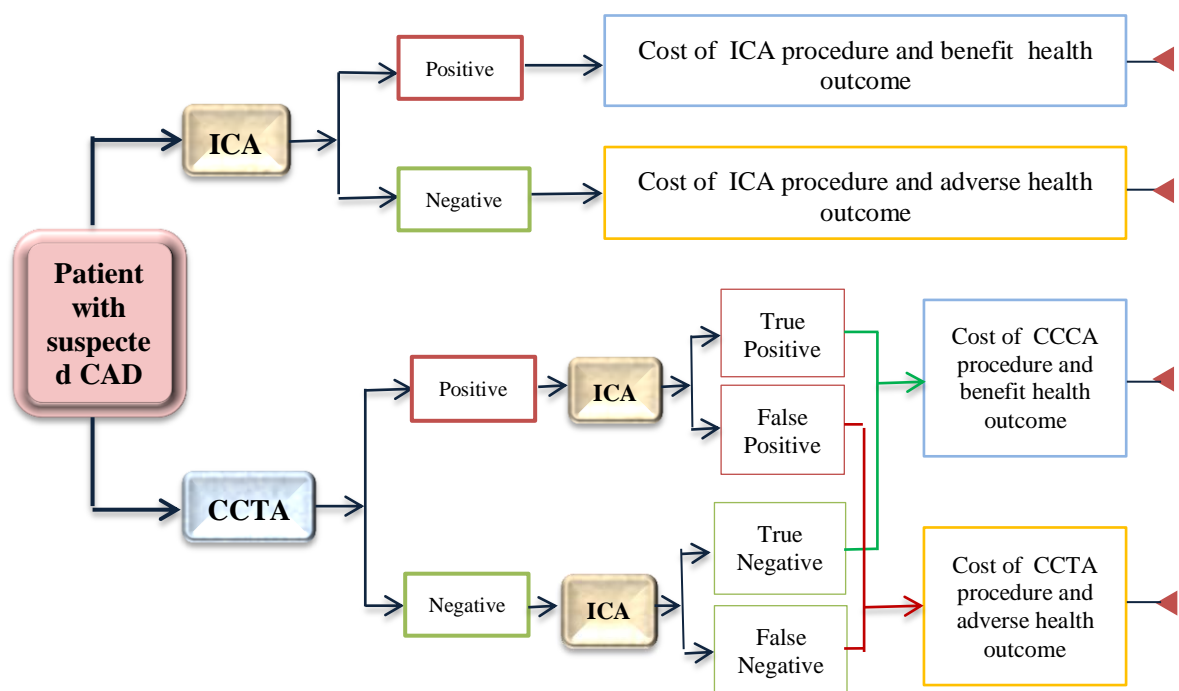 Positive
Cost of ICA procedure and benefit health
outcome
ICA
Negative
Cost of ICA procedure and adverse health
outcome
Patient
with
suspecte
d CAD
Positive
ICA
True
Positive
False
Positive
Cost of CCCA
procedure and
benefit health
outcome
CCTA
Negative
ICA
True
Negative
False
Negative
Cost of CCTA
procedure and
adverse health
outcome